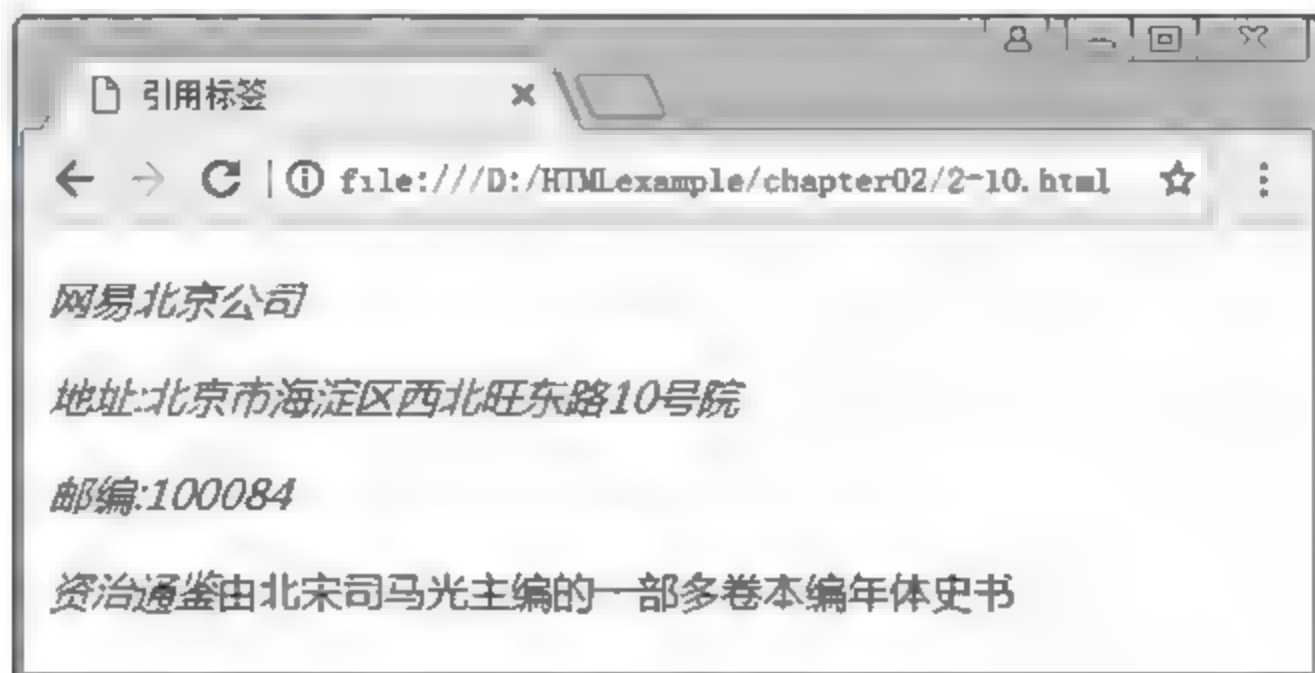 引用标签
file:///D:/HTMLexample/chapter02/2-10.html
网易北京公司
地址:北京市海淀区西北旺东路10号院
邮编:100084
资治通鉴由北宋司马光主编的一部多卷本编年体史书